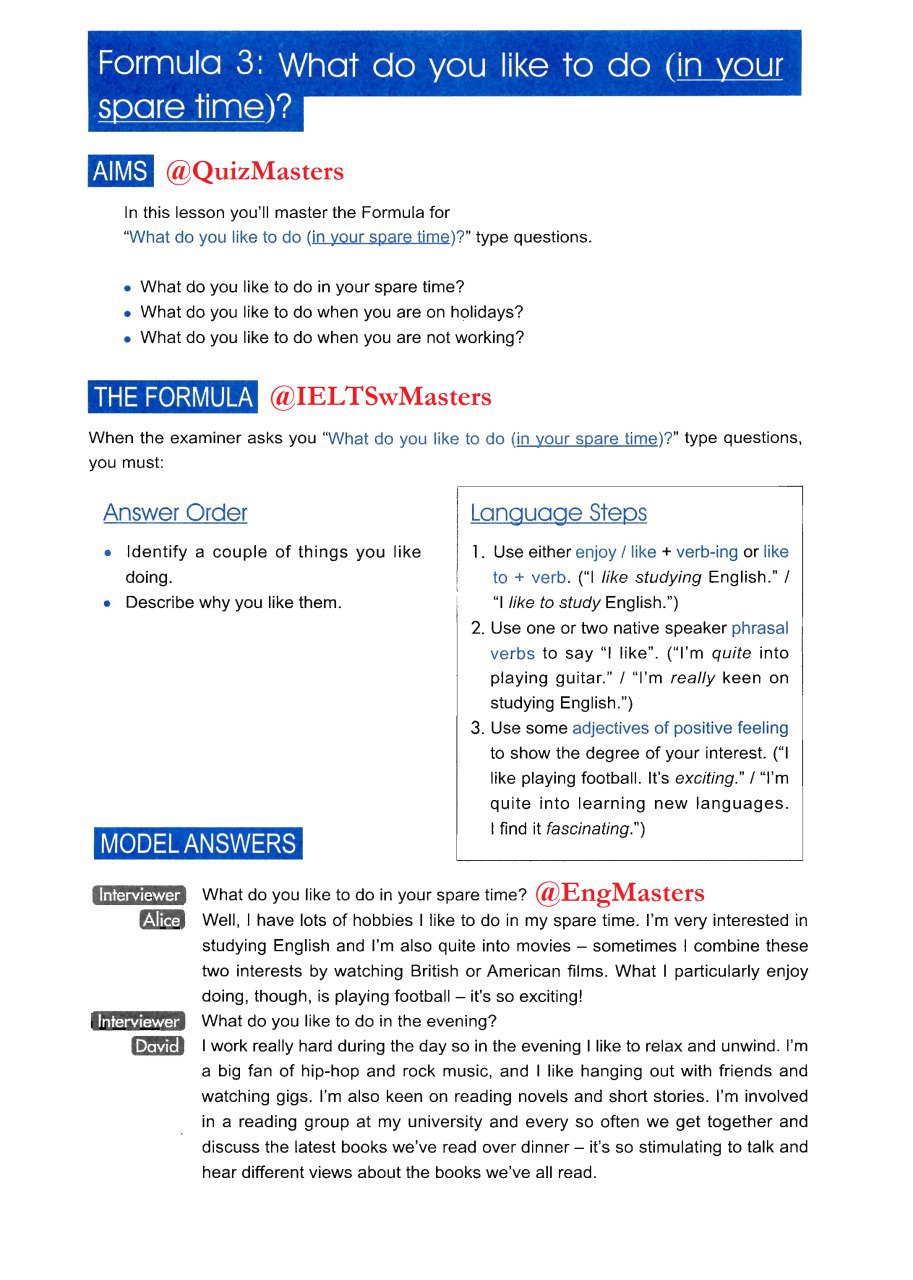 Formula 3: What do you like to do (in your
spare time)?
AIMS @QuizMasters
In this lesson you'll master the Formula for
“What do you like to do (in your spare time)?” type questions.
• What do you like to do in your spare time?
• What do you like to do when you are on holidays?
• What do you like to do when you are not working?
THE FORMULA @IELTSwMasters
When the examiner asks you “What do you like to do (in your spare time)?” type questions,
you must:
Answer Order
• Identify a couple of things you like
doing.
• Describe why you like them.
Language Steps
1. Use either enjoy / like + verb-ing or like
to + verb. (“I like studying English.” /
“I like to study English.”)
2. Use one or two native speaker phrasal
verbs to say “I like”. (“I'm quite into
playing guitar.” / “I'm really keen on
studying English.”)
3. Use some adjectives of positive feeling
to show the degree of your interest. (“I
like playing football. It's exciting.” / “I'm
quite into learning new languages.
I find it fascinating.”)
MODEL ANSWERS
Interviewer What do you like to do in your spare time? @EngMasters
Alice Well, I have lots of hobbies I like to do in my spare time. I'm very interested in
studying English and I'm also quite into movies – sometimes I combine these
two interests by watching British or American films. What I particularly enjoy
doing, though, is playing football – it's so exciting!
Interviewer What do you like to do in the evening?
David I work really hard during the day so in the evening I like to relax and unwind. I'm
a big fan of hip-hop and rock music, and I like hanging out with friends and
watching gigs. I'm also keen on reading novels and short stories. I'm involved
in a reading group at my university and every so often we get together and
discuss the latest books we've read over dinner – it's so stimulating to talk and
hear different views about the books we've all read.